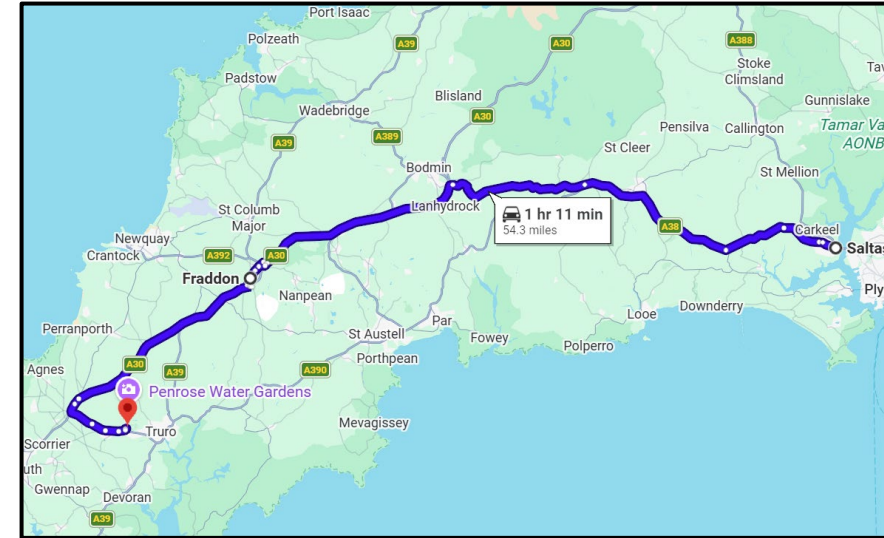 Port Isaac
Polzeath
A39
A30
A388
Padstow
Stoke
Climsland
Tav
Wadebridge
Blisland
A30
Gunnislake
Tamar Va
AONB
A39
A389
Pensilva
Callington
Bodmin
St Cleer
St Mellion
St Columb
Major
Lanhydrock
1 hr 11 min
54.3 miles
A38
Carkeel
Newquay
Crantock
A392
A30
Saltas
Fraddon
Nanpean
Ply
Perranporth
St Austell
Par
Fowey
Looe
Downderry
Polperro
Porthpean
Agnes
A30
A39
A390
Penrose Water Gardens
Mevagissey
Scorrier
Truro
uth
Gwennap
Devoran
A39